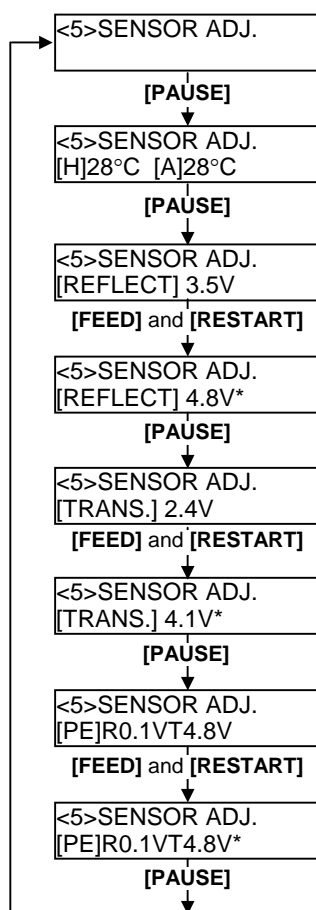 <5>SENSOR ADJ.
[PAUSE]
<5>SENSOR ADJ.
[H]28°C [A]28°C
[PAUSE]
<5>SENSOR ADJ.
[REFLECT] 3.5V
[FEED] and [RESTART]
<5>SENSOR ADJ.
[REFLECT] 4.8V*
[PAUSE]
<5>SENSOR ADJ.
[TRANS.] 2.4V
[FEED] and [RESTART]
<5>SENSOR ADJ.
[TRANS.] 4.1V*
[PAUSE]
<5>SENSOR ADJ.
[PE]R0.1VT4.8V
[FEED] and [RESTART]
<5>SENSOR ADJ.
[PE]R0.1VT4.8V*
[PAUSE]